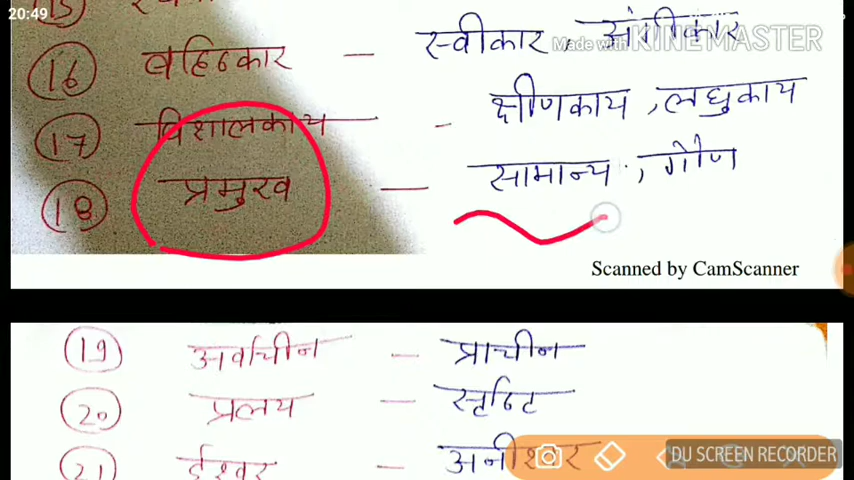 20:49
(16) बहिष्कार — स्वीकार, अंगीकार
Made with KINEMASTER
(17) विशालकाय - क्षीणकाय, लघुकाय
(18) प्रमुख — सामान्य, गौण
Scanned by CamScanner
(19) अर्वाचीन — प्राचीन
(20) प्रलय — सृष्टि
(21) ईश्वर — अनीश्वर
DU SCREEN RECORDER